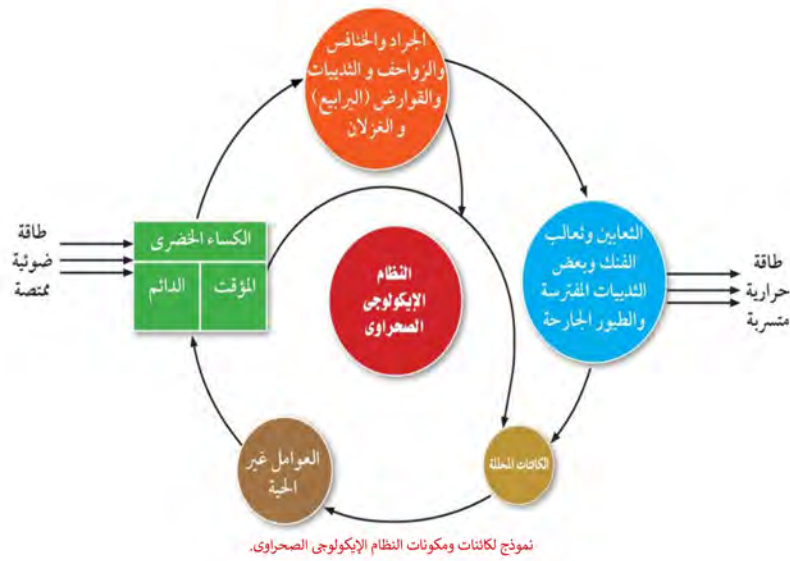 الجراد والخنافس
والزواحف و الثدييات
والقوارض (اليرابيع)
و الغزلان
الكساء الخضرى
المؤقت
الدائم
طاقة
ضوئية
ممتصة
النظام
الإيكولوجى
الصحراوى
الثعابين وثعالب
الفنك وبعض
الثدييات المفترسة
والطيور الجارحة
طاقة
حرارية
متسربة
الكائنات المحللة
العوامل غير
الحية
نموذج لكائنات ومكونات النظام الإيكولوجى الصحراوى.